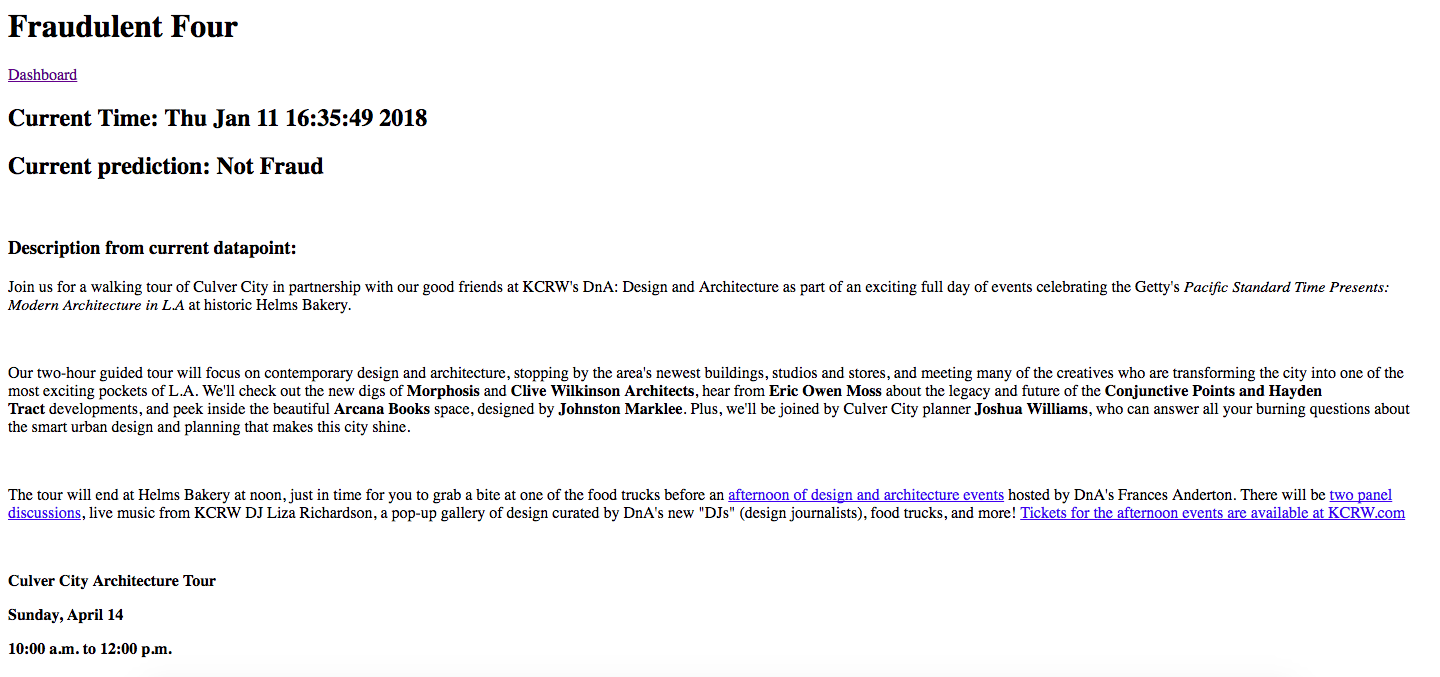 Fraudulent Four
Dashboard
Current Time: Thu Jan 11 16:35:49 2018
Current prediction: Not Fraud
Description from current datapoint:
Join us for a walking tour of Culver City in partnership with our good friends at KCRW's DnA: Design and Architecture as part of an exciting full day of events celebrating the Getty's Pacific Standard Time Presents:
Modern Architecture in L.A at historic Helms Bakery.
Our two-hour guided tour will focus on contemporary design and architecture, stopping by the area's newest buildings, studios and stores, and meeting many of the creatives who are transforming the city into one of the
most exciting pockets of L.A. We'll check out the new digs of Morphosis and Clive Wilkinson Architects, hear from Eric Owen Moss about the legacy and future of the Conjunctive Points and Hayden
Tract developments, and peek inside the beautiful Arcana Books space, designed by Johnston Marklee. Plus, we'll be joined by Culver City planner Joshua Williams, who can answer all your burning questions about
the smart urban design and planning that makes this city shine.
The tour will end at Helms Bakery at noon, just in time for you to grab a bite at one of the food trucks before an afternoon of design and architecture events hosted by DnA's Frances Anderton. There will be two panel
discussions, live music from KCRW DJ Liza Richardson, a pop-up gallery of design curated by DnA's new "DJs" (design journalists), food trucks, and more! Tickets for the afternoon events are available at KCRW.com
Culver City Architecture Tour
Sunday, April 14
10:00 a.m. to 12:00 p.m.